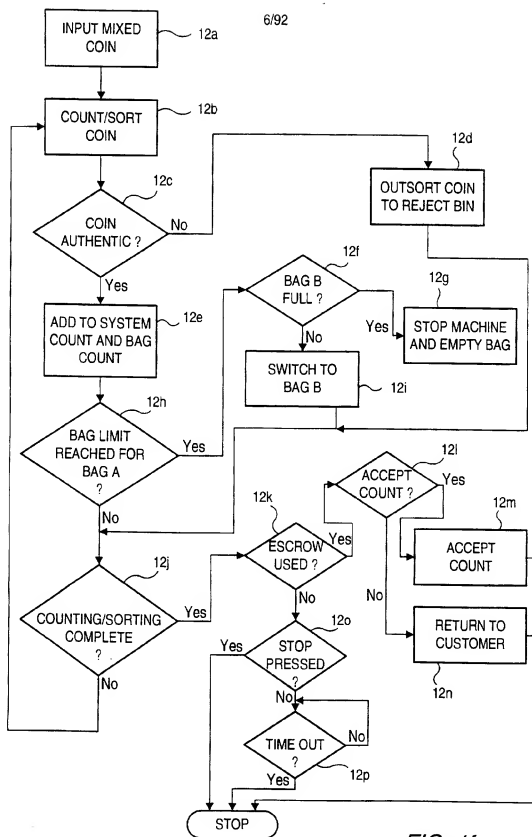 6/92
INPUT MIXED
COIN
12a
COUNT/SORT
COIN
12b
12c
COIN
AUTHENTIC ?
No
Yes
12d
OUTSORT COIN
TO REJECT BIN
12e
ADD TO SYSTEM
COUNT AND BAG
COUNT
12f
BAG B
FULL ?
Yes
No
12g
STOP MACHINE
AND EMPTY BAG
SWITCH TO
BAG B
12i
12h
BAG LIMIT
REACHED FOR
BAG A
?
Yes
No
12j
COUNTING/SORTING
COMPLETE
?
Yes
No
12k
ESCROW
USED ?
Yes
No
12l
ACCEPT
COUNT ?
Yes
No
12m
ACCEPT
COUNT
RETURN TO
CUSTOMER
12n
12o
STOP
PRESSED
?
Yes
No
TIME OUT
?
No
Yes
12p
STOP